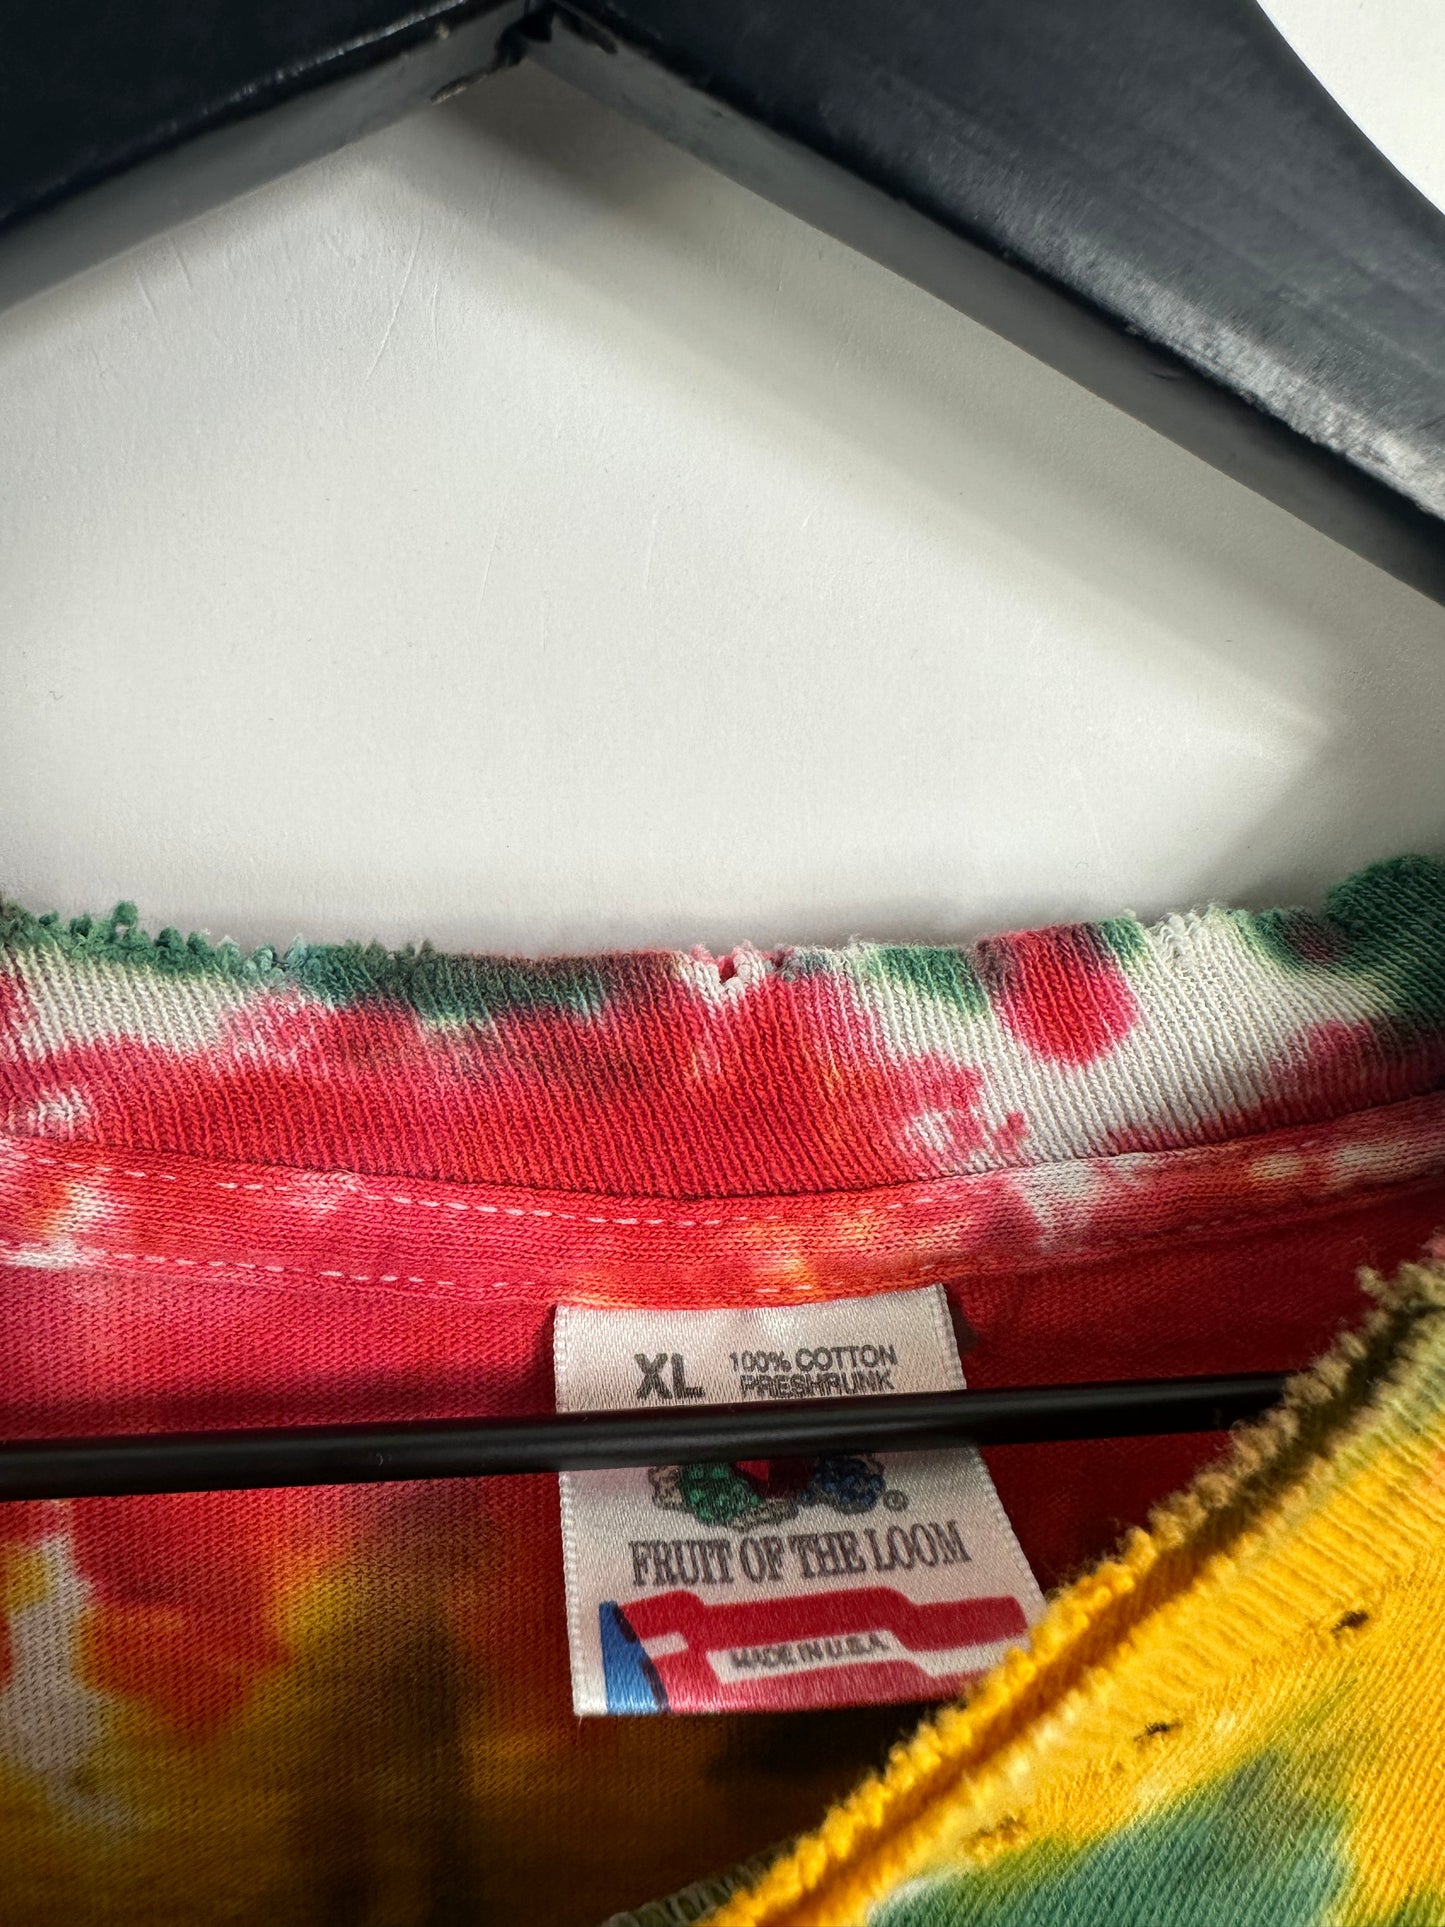 XL 100% COTTON
PRESHRUNK
®
FRUIT OF THE LOOM
MADE IN U.S.A.